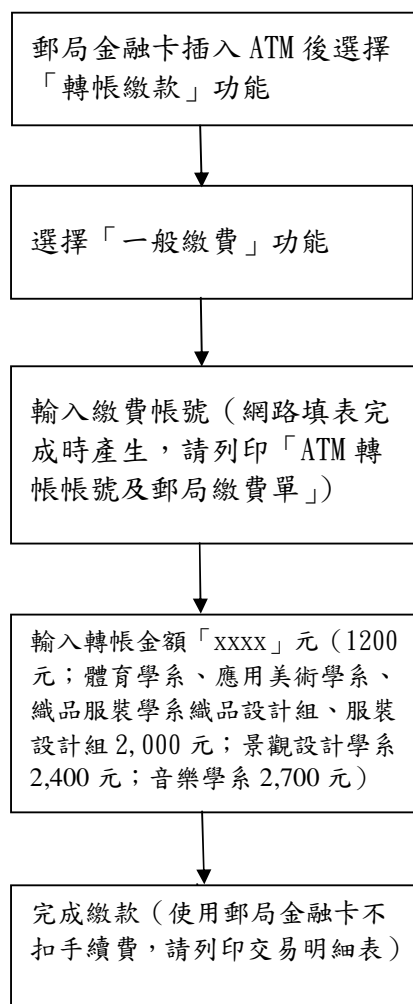 郵局金融卡插入 ATM 後選擇
「轉帳繳款」功能
選擇「一般繳費」功能
輸入繳費帳號（網路填表完
成時產生，請列印「ATM 轉
帳帳號及郵局繳費單」）
輸入轉帳金額「xxxx」元（1200
元；體育學系、應用美術學系、
織品服裝學系織品設計組、服裝
設計組 2,000 元；景觀設計學系
2,400 元；音樂學系 2,700 元）
完成繳款（使用郵局金融卡不
扣手續費，請列印交易明細表）